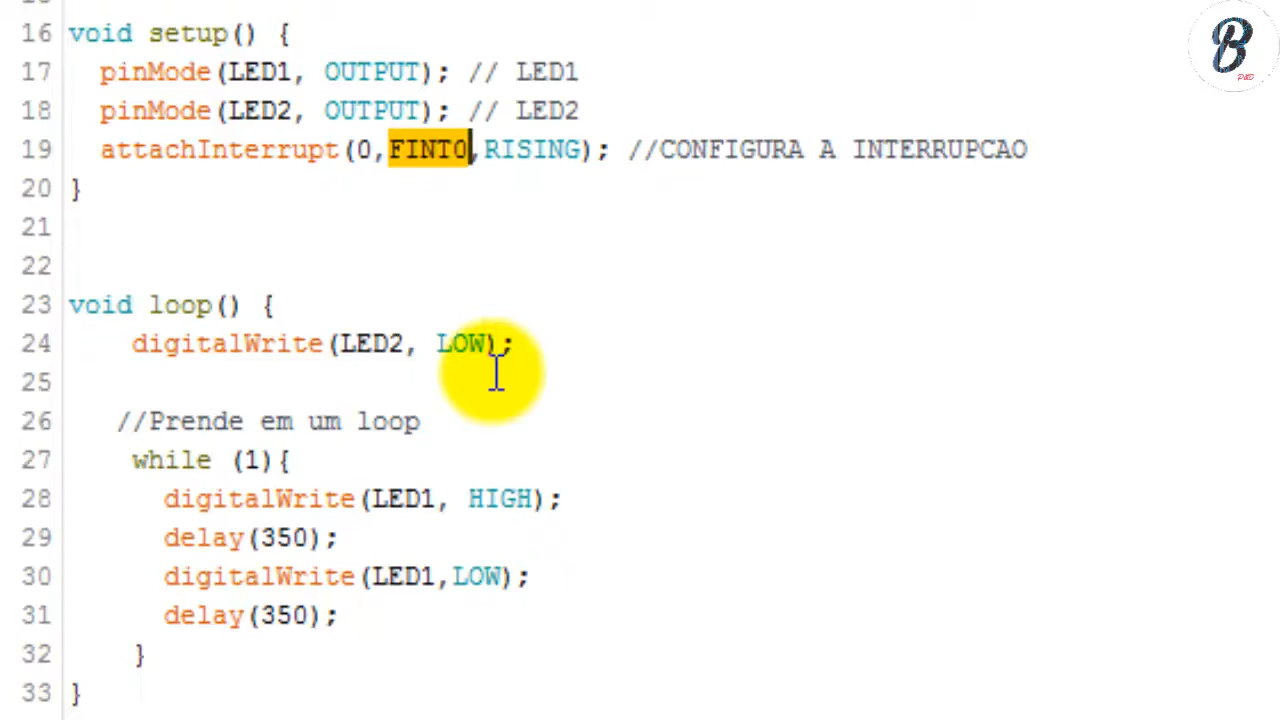 16 void setup() {
17 pinMode(LED1, OUTPUT); // LED1
18 pinMode(LED2, OUTPUT); // LED2
19 attachInterrupt(0,FINT0,RISING); //CONFIGURA A INTERRUPCAO
20 }
21
22
23 void loop() {
24 digitalWrite(LED2, LOW);
25
26 //Prende em um loop
27 while (1){
28 digitalWrite(LED1, HIGH);
29 delay(350);
30 digitalWrite(LED1,LOW);
31 delay(350);
32 }
33 }
B